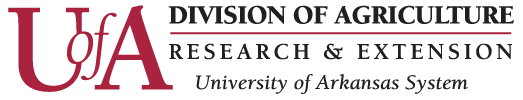 UofA
DIVISION OF AGRICULTURE
RESEARCH & EXTENSION
University of Arkansas System